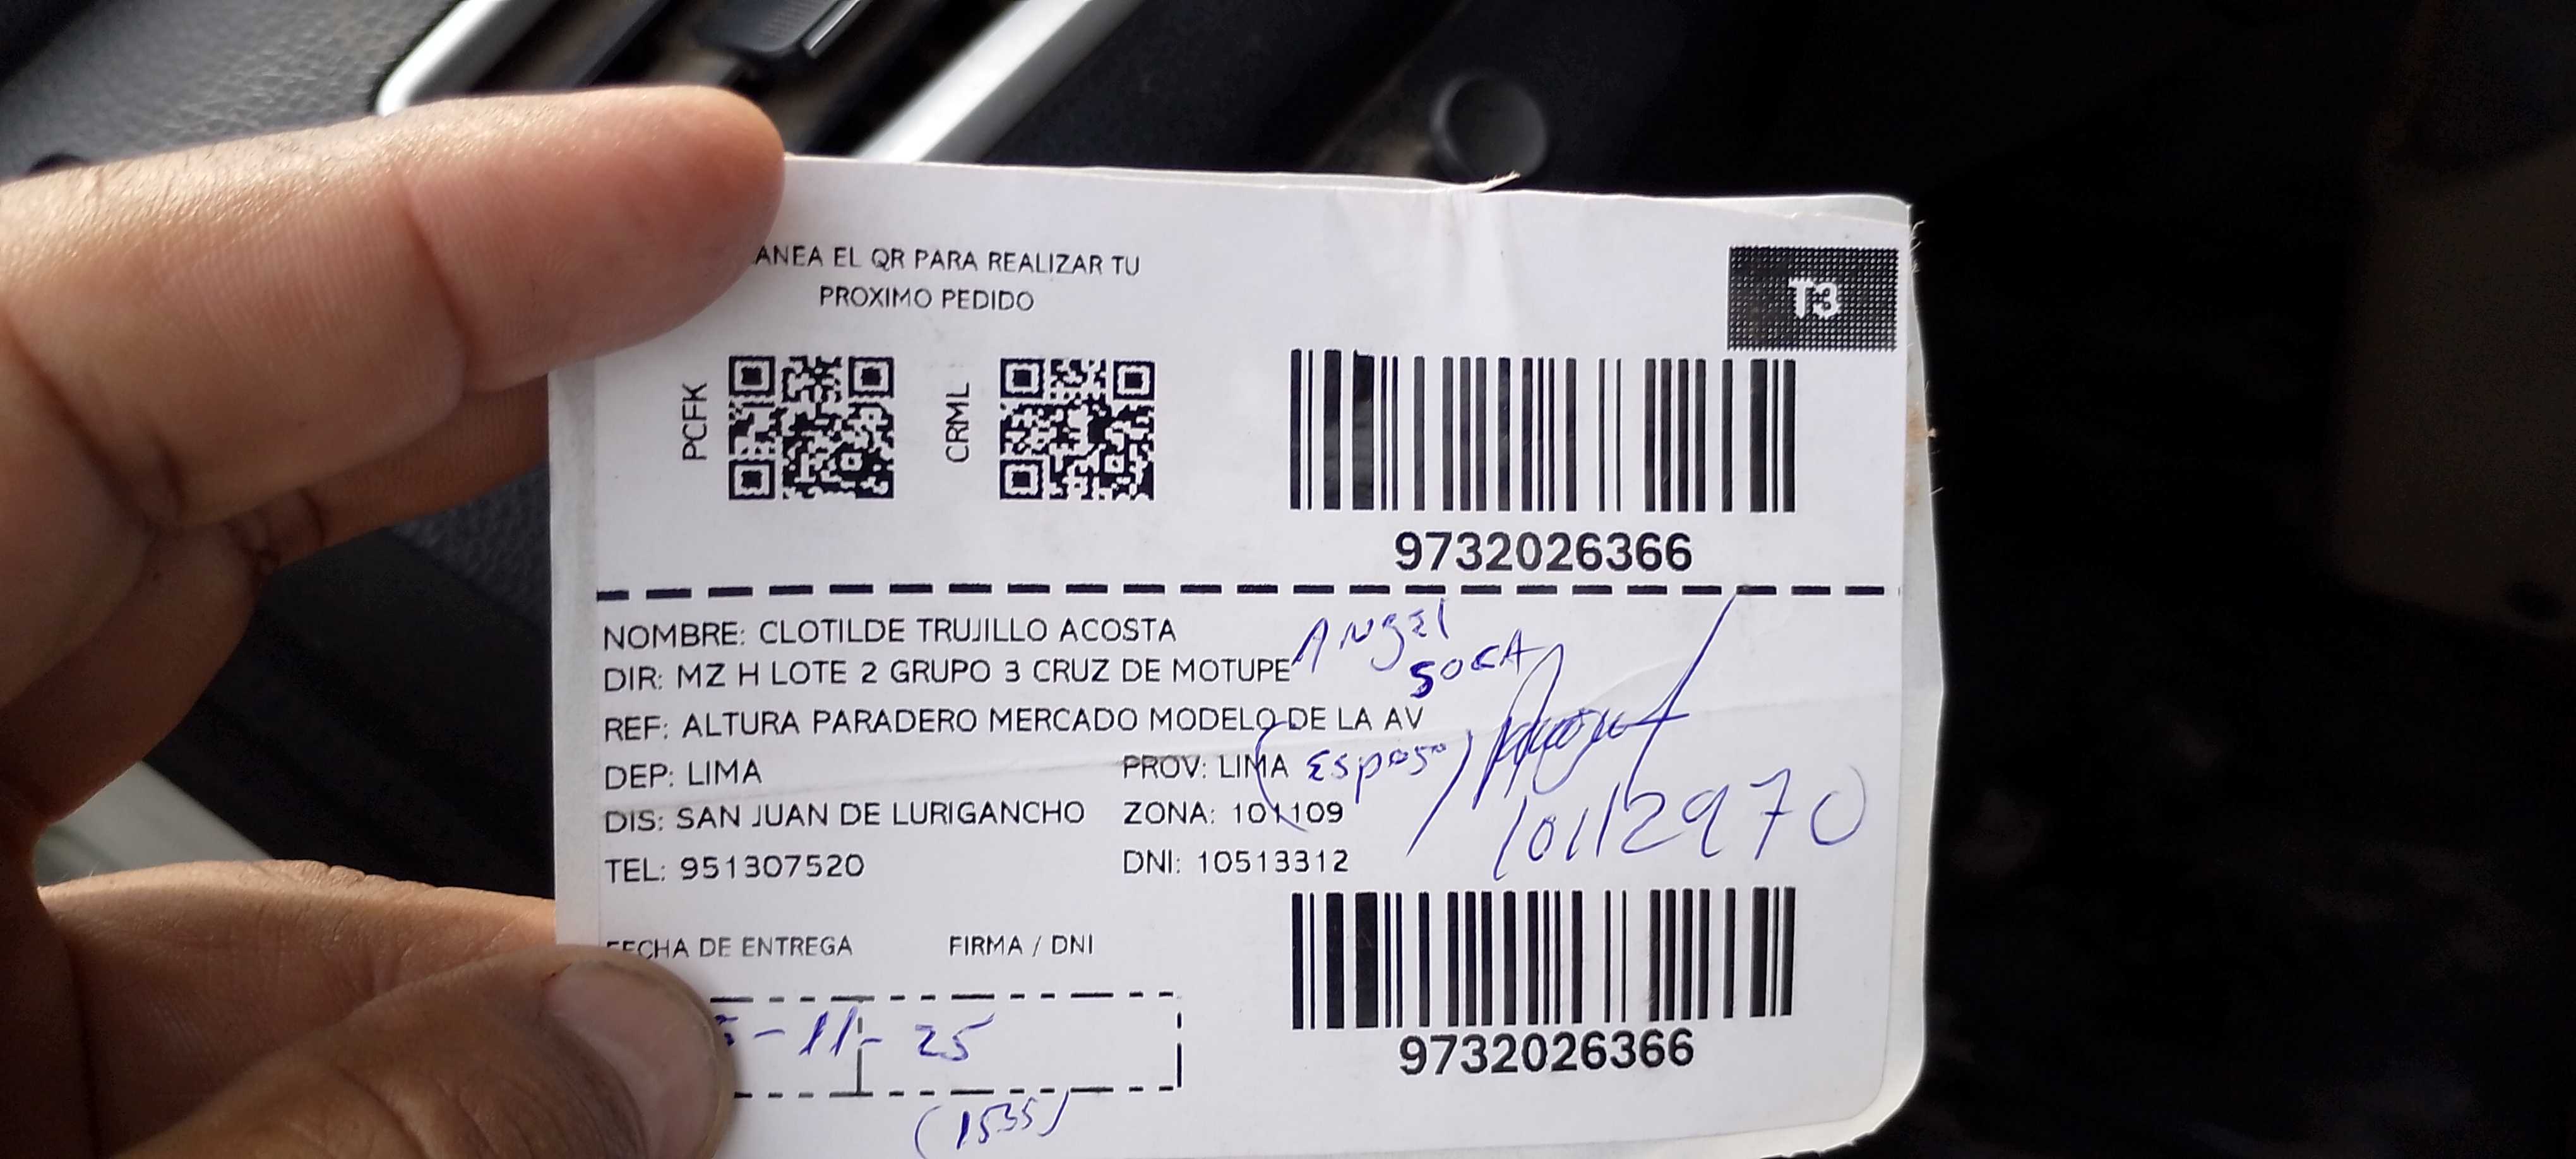 ANEA EL QR PARA REALIZAR TU
PROXIMO PEDIDO
T3
PCFK
CRML
9732026366
NOMBRE: CLOTILDE TRUJILLO ACOSTA
ANGEl
DIR: MZ H LOTE 2 GRUPO 3 CRUZ DE MOTUPE
REF: ALTURA PARADERO MERCADO MODELO DE LA AV
DEP: LIMA PROV: LIMA
(Esposo)
DIS: SAN JUAN DE LURIGANCHO ZONA: 101109
10112970
TEL: 951307520 DNI: 10513312
FECHA DE ENTREGA FIRMA / DNI
-11-25
9732026366
(1535)